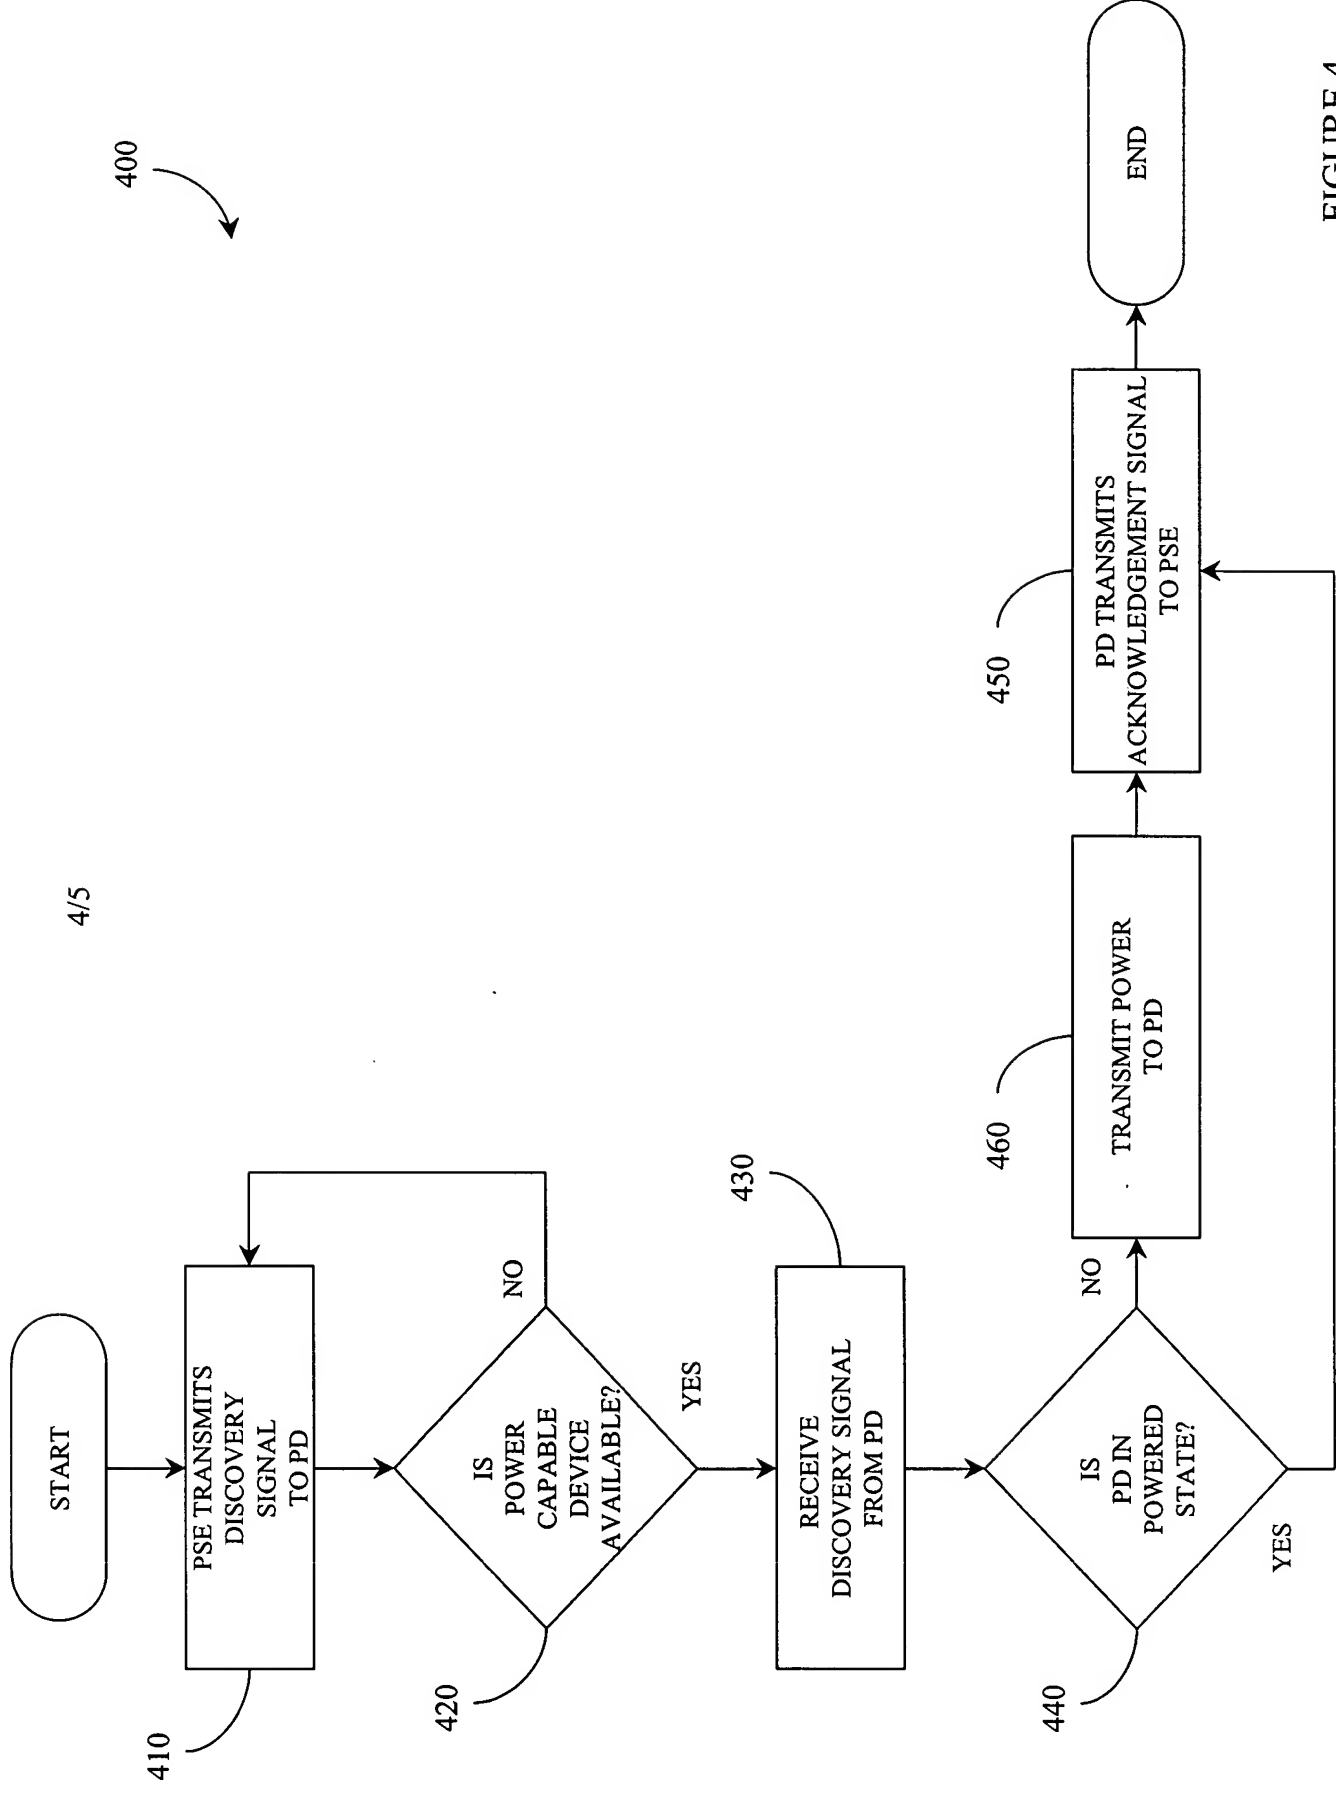 4/5
400
START
PSE TRANSMITS
DISCOVERY
SIGNAL
TO PD
410
IS
POWER
CAPABLE
DEVICE
AVAILABLE?
420
NO
YES
RECEIVE
DISCOVERY SIGNAL
FROM PD
430
IS
PD IN
POWERED
STATE?
440
NO
YES
TRANSMIT POWER
TO PD
460
PD TRANSMITS
ACKNOWLEDGEMENT SIGNAL
TO PSE
450
END
FIGURE 4